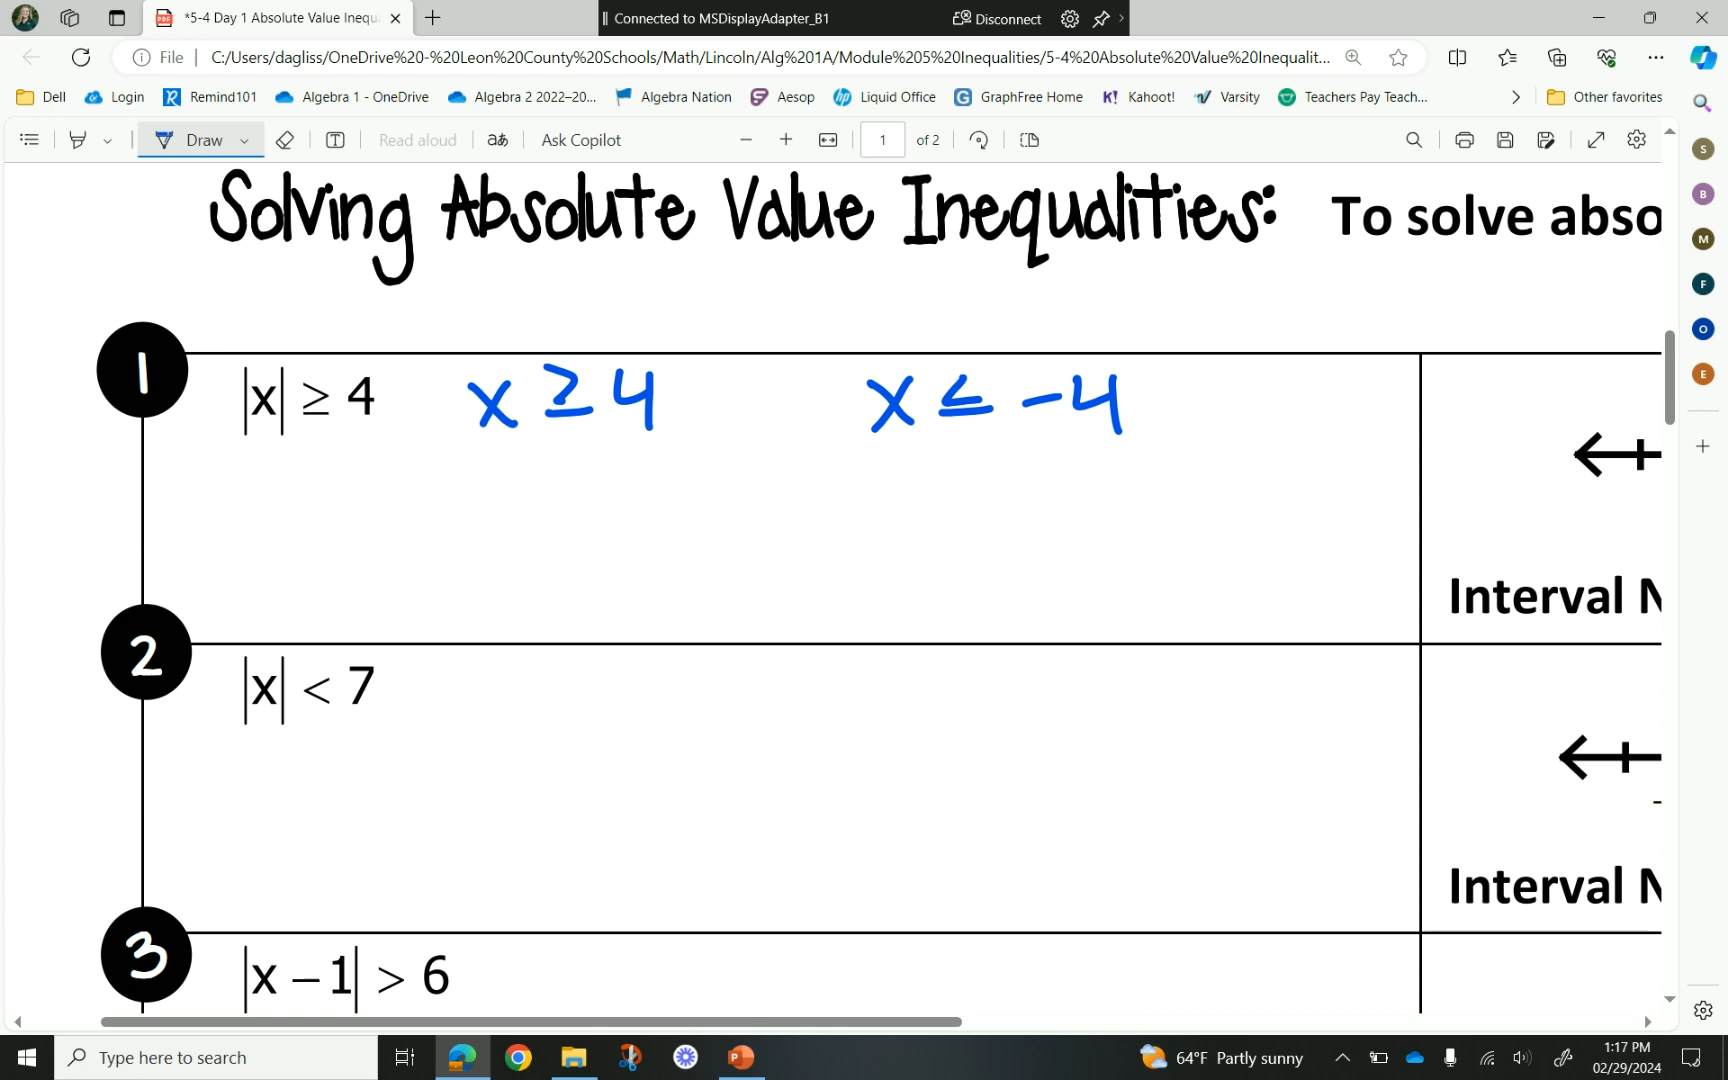 *5-4 Day 1 Absolute Value Inequ
Connected to MSDisplayAdapter_B1
Disconnect
File
C:/Users/dagliss/OneDrive%20-%20Leon%20County%20Schools/Math/Lincoln/Alg%201A/Module%205%20Inequalities/5-4%20Absolute%20Value%20Inequalit...
Dell Login Remind101 Algebra 1 - OneDrive Algebra 2 2022–20... Algebra Nation Aesop Liquid Office GraphFree Home Kahoot! Varsity Teachers Pay Teach... Other favorites
Draw Read aloud aあ Ask Copilot 1 of 2
Solving Absolute Value Inequalities: To solve abso
1
|x| ≥ 4 x ≥ 4 x ≤ -4
Interval N
2
|x| < 7
Interval N
3
|x – 1| > 6
S
B
M
F
O
E
Type here to search
64°F Partly sunny
1:17 PM
02/29/2024